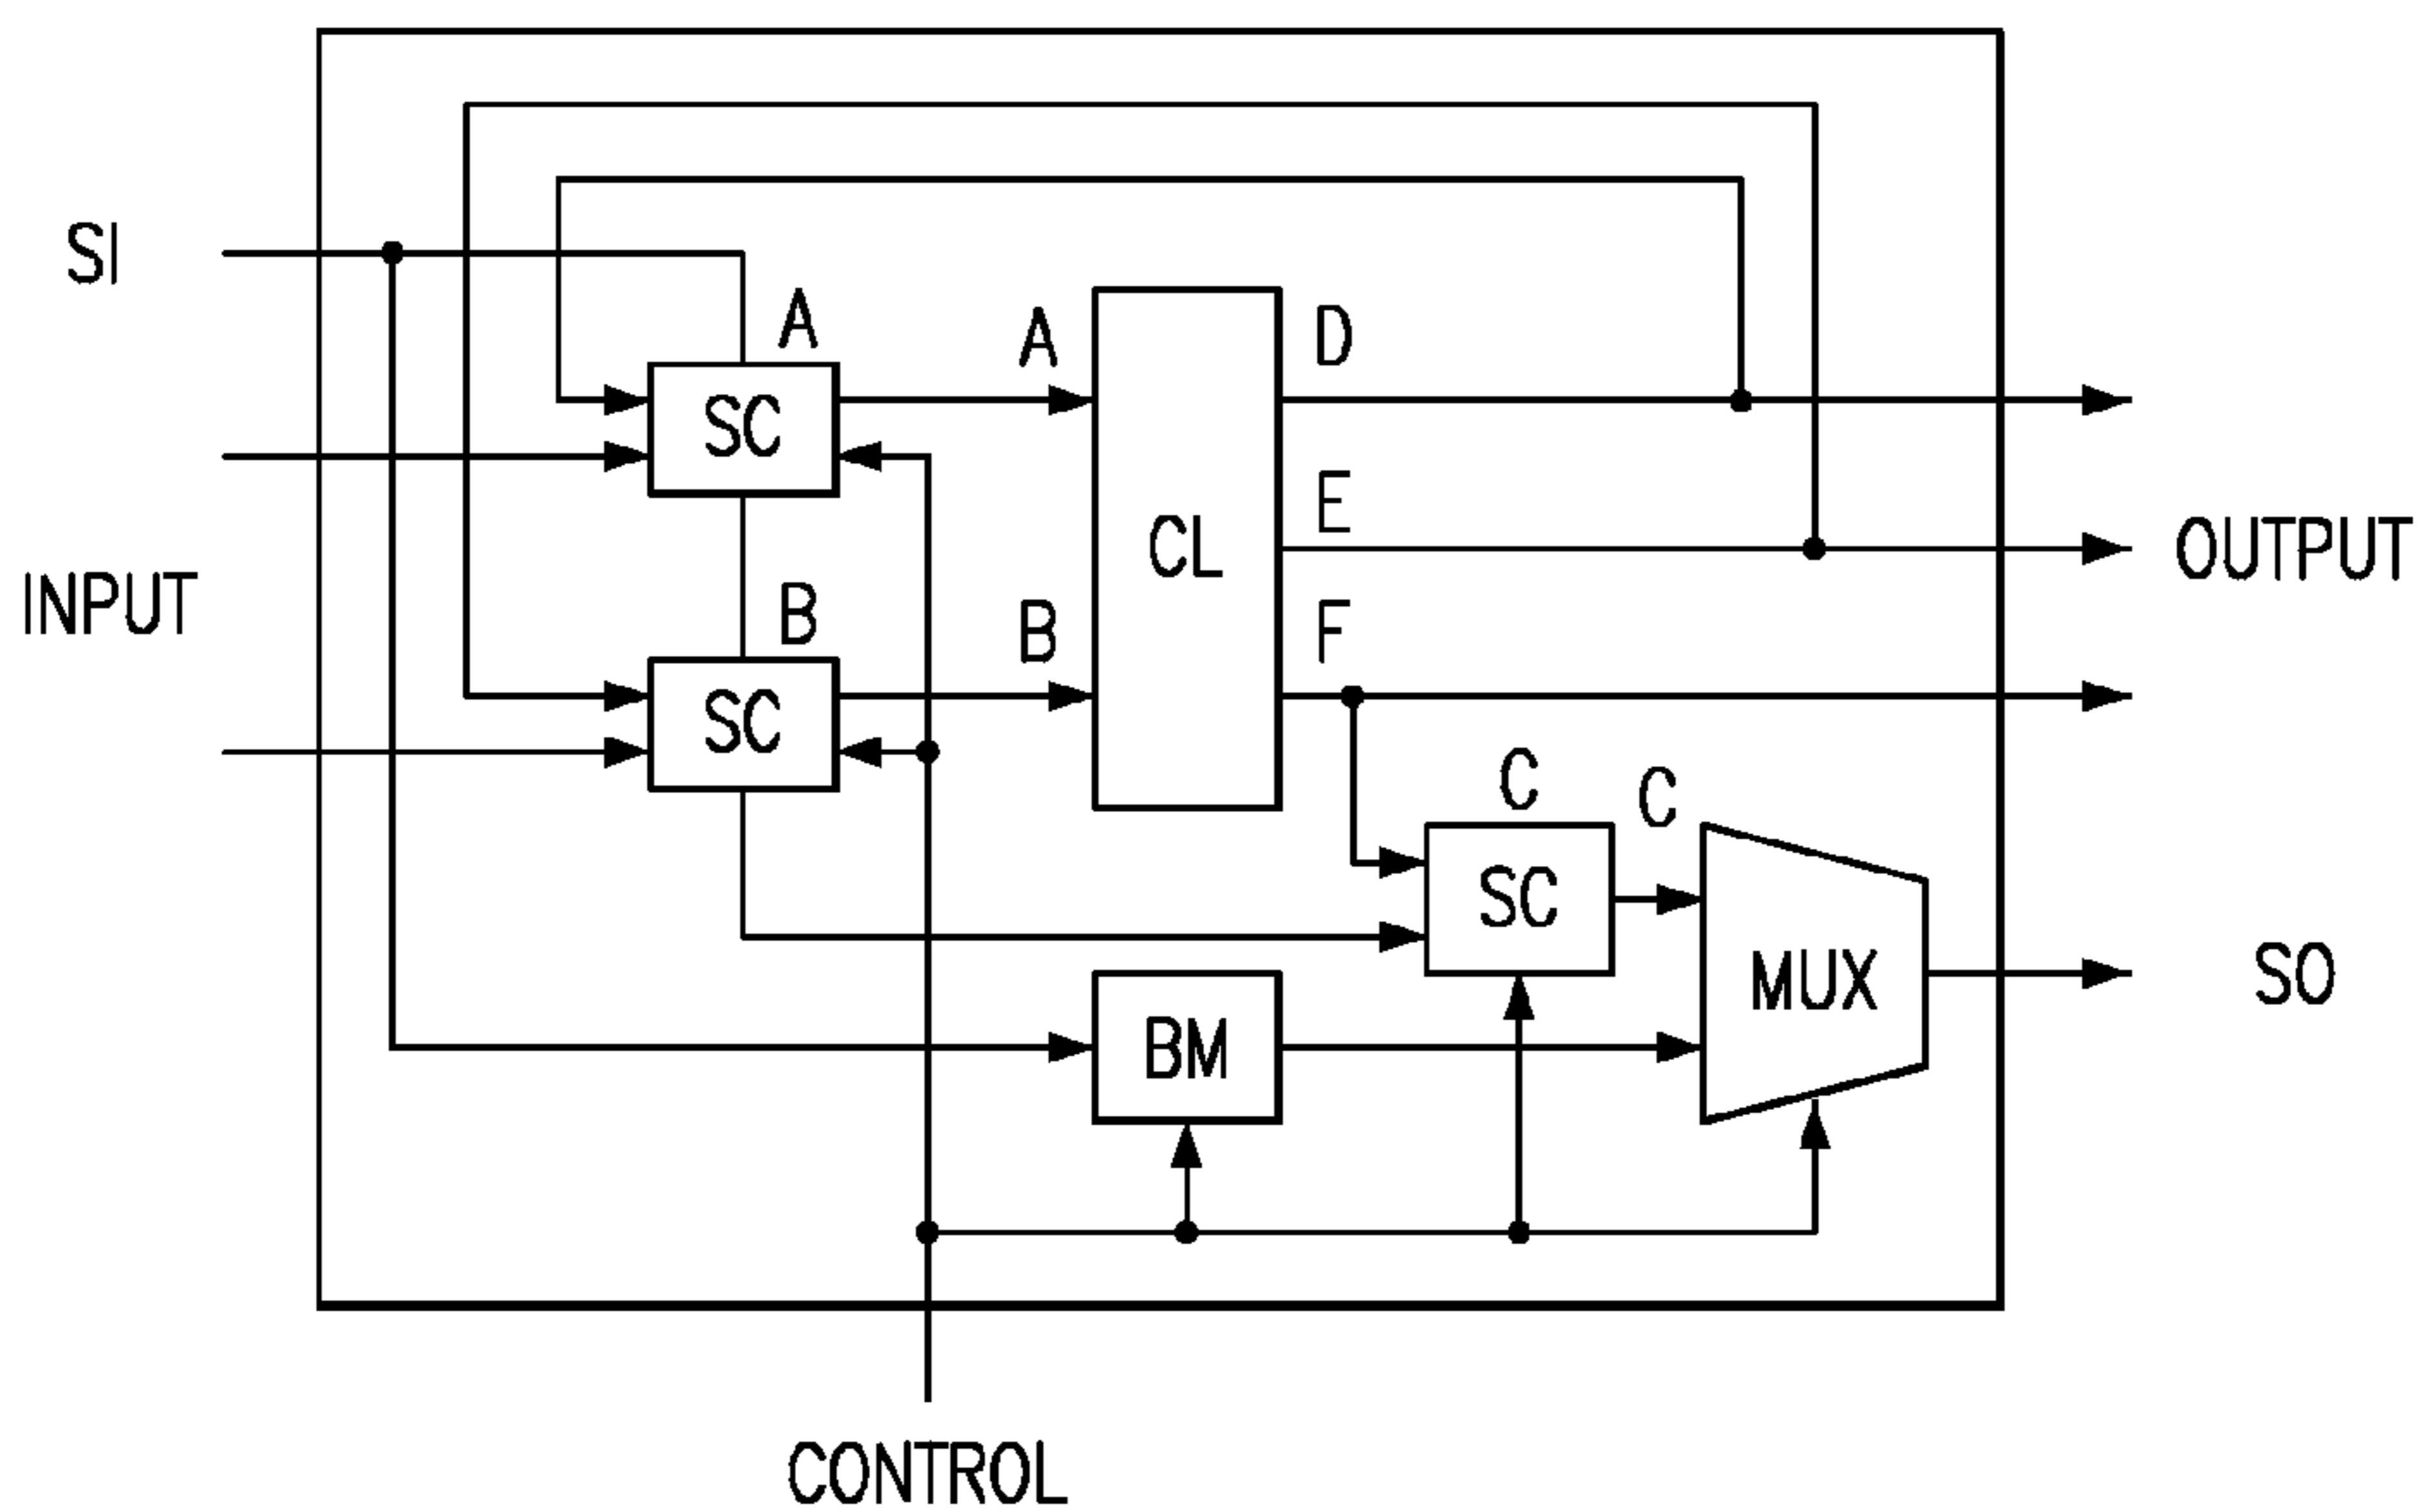 SI
A
A
D
SC
E
CL
OUTPUT
INPUT
B
B
F
SC
C
C
SC
MUX
SO
BM
CONTROL